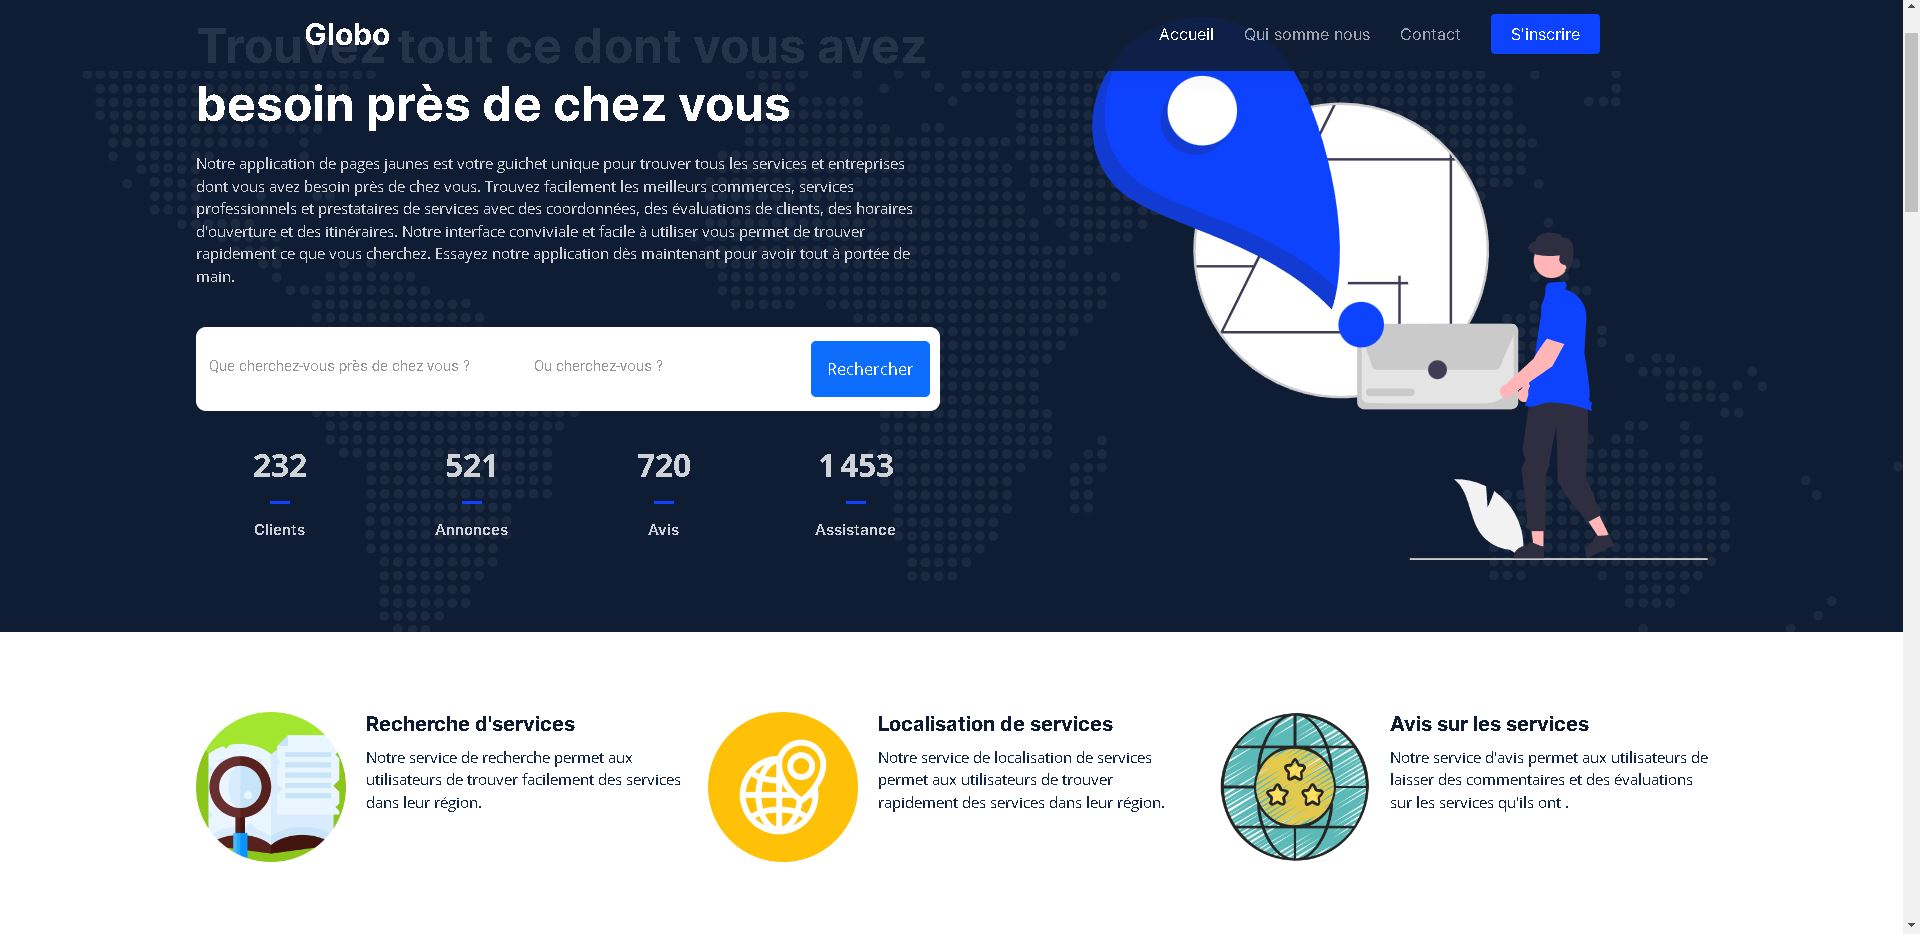 Globo
Accueil
Qui somme nous
Contact
S'inscrire
Trouvez tout ce dont vous avez
besoin près de chez vous
Notre application de pages jaunes est votre guichet unique pour trouver tous les services et entreprises
dont vous avez besoin près de chez vous. Trouvez facilement les meilleurs commerces, services
professionnels et prestataires de services avec des coordonnées, des évaluations de clients, des horaires
d'ouverture et des itinéraires. Notre interface conviviale et facile à utiliser vous permet de trouver
rapidement ce que vous cherchez. Essayez notre application dès maintenant pour avoir tout à portée de
main.
Que cherchez-vous près de chez vous ?
Ou cherchez-vous ?
Rechercher
232
Clients
521
Annonces
720
Avis
1 453
Assistance
Recherche d'services
Notre service de recherche permet aux
utilisateurs de trouver facilement des services
dans leur région.
Localisation de services
Notre service de localisation de services
permet aux utilisateurs de trouver
rapidement des services dans leur région.
Avis sur les services
Notre service d'avis permet aux utilisateurs de
laisser des commentaires et des évaluations
sur les services qu'ils ont .